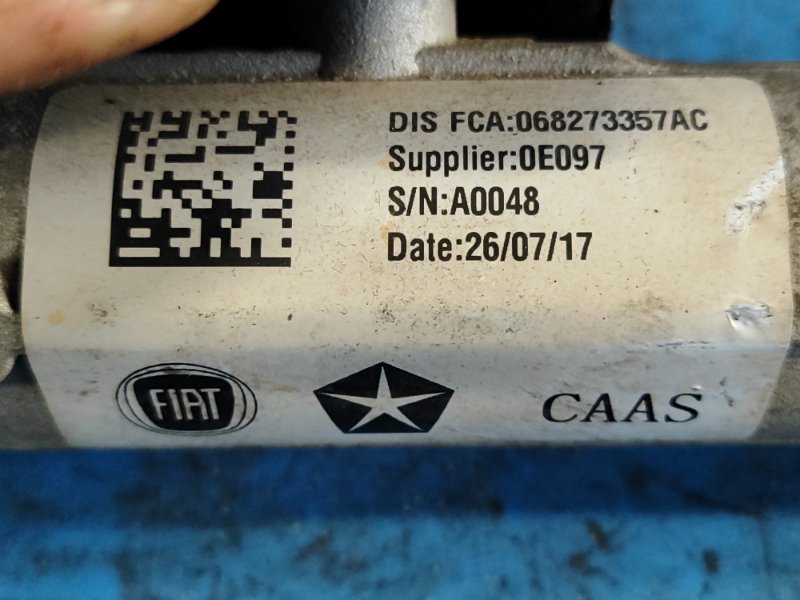 DIS FCA:068273357AC
Supplier:0E097
S/N:A0048
Date:26/07/17
FIAT
CAAS